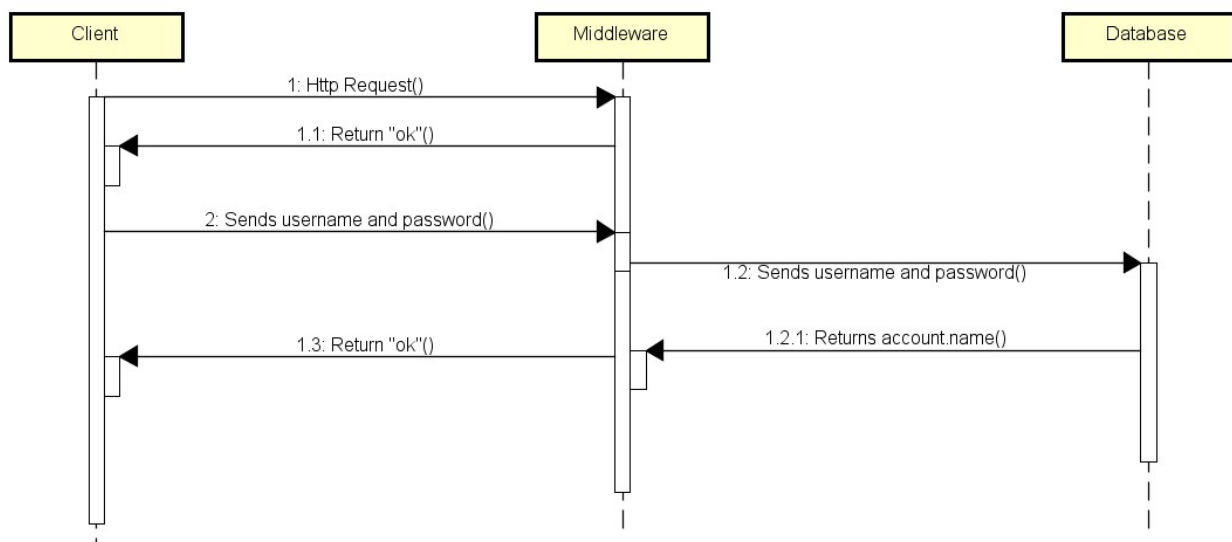 Client
Middleware
Database
1: Http Request()
1.1: Return "ok"()
2: Sends username and password()
1.2: Sends username and password()
1.2.1: Returns account.name()
1.3: Return "ok"()